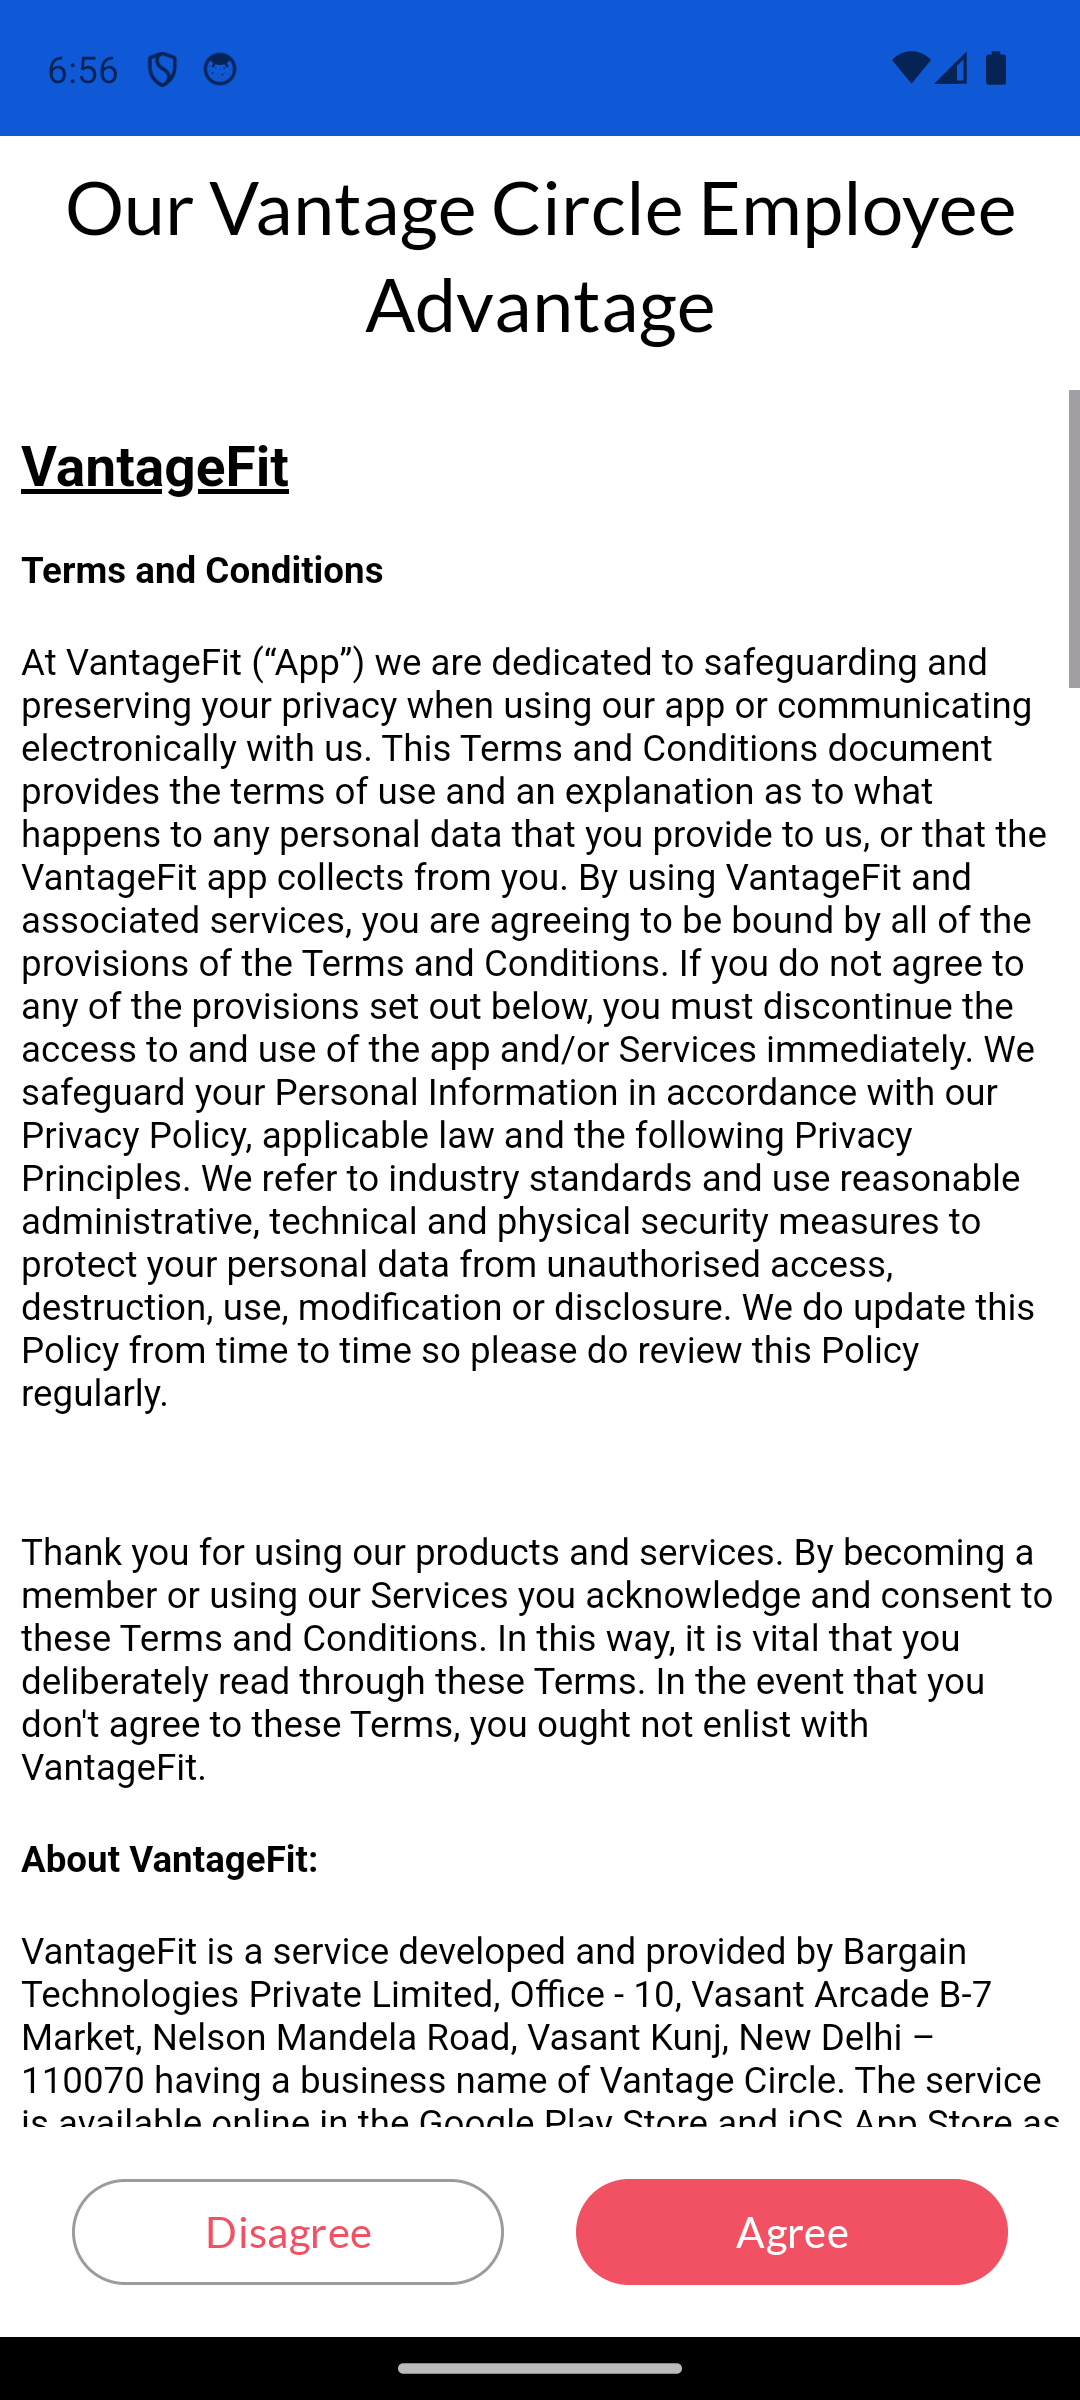 6:56
Our Vantage Circle Employee
Advantage
VantageFit
Terms and Conditions
At VantageFit (“App”) we are dedicated to safeguarding and
preserving your privacy when using our app or communicating
electronically with us. This Terms and Conditions document
provides the terms of use and an explanation as to what
happens to any personal data that you provide to us, or that the
VantageFit app collects from you. By using VantageFit and
associated services, you are agreeing to be bound by all of the
provisions of the Terms and Conditions. If you do not agree to
any of the provisions set out below, you must discontinue the
access to and use of the app and/or Services immediately. We
safeguard your Personal Information in accordance with our
Privacy Policy, applicable law and the following Privacy
Principles. We refer to industry standards and use reasonable
administrative, technical and physical security measures to
protect your personal data from unauthorised access,
destruction, use, modification or disclosure. We do update this
Policy from time to time so please do review this Policy
regularly.
Thank you for using our products and services. By becoming a
member or using our Services you acknowledge and consent to
these Terms and Conditions. In this way, it is vital that you
deliberately read through these Terms. In the event that you
don't agree to these Terms, you ought not enlist with
VantageFit.
About VantageFit:
VantageFit is a service developed and provided by Bargain
Technologies Private Limited, Office - 10, Vasant Arcade B-7
Market, Nelson Mandela Road, Vasant Kunj, New Delhi –
110070 having a business name of Vantage Circle. The service
is available online in the Google Play Store and iOS App Store as
Disagree
Agree